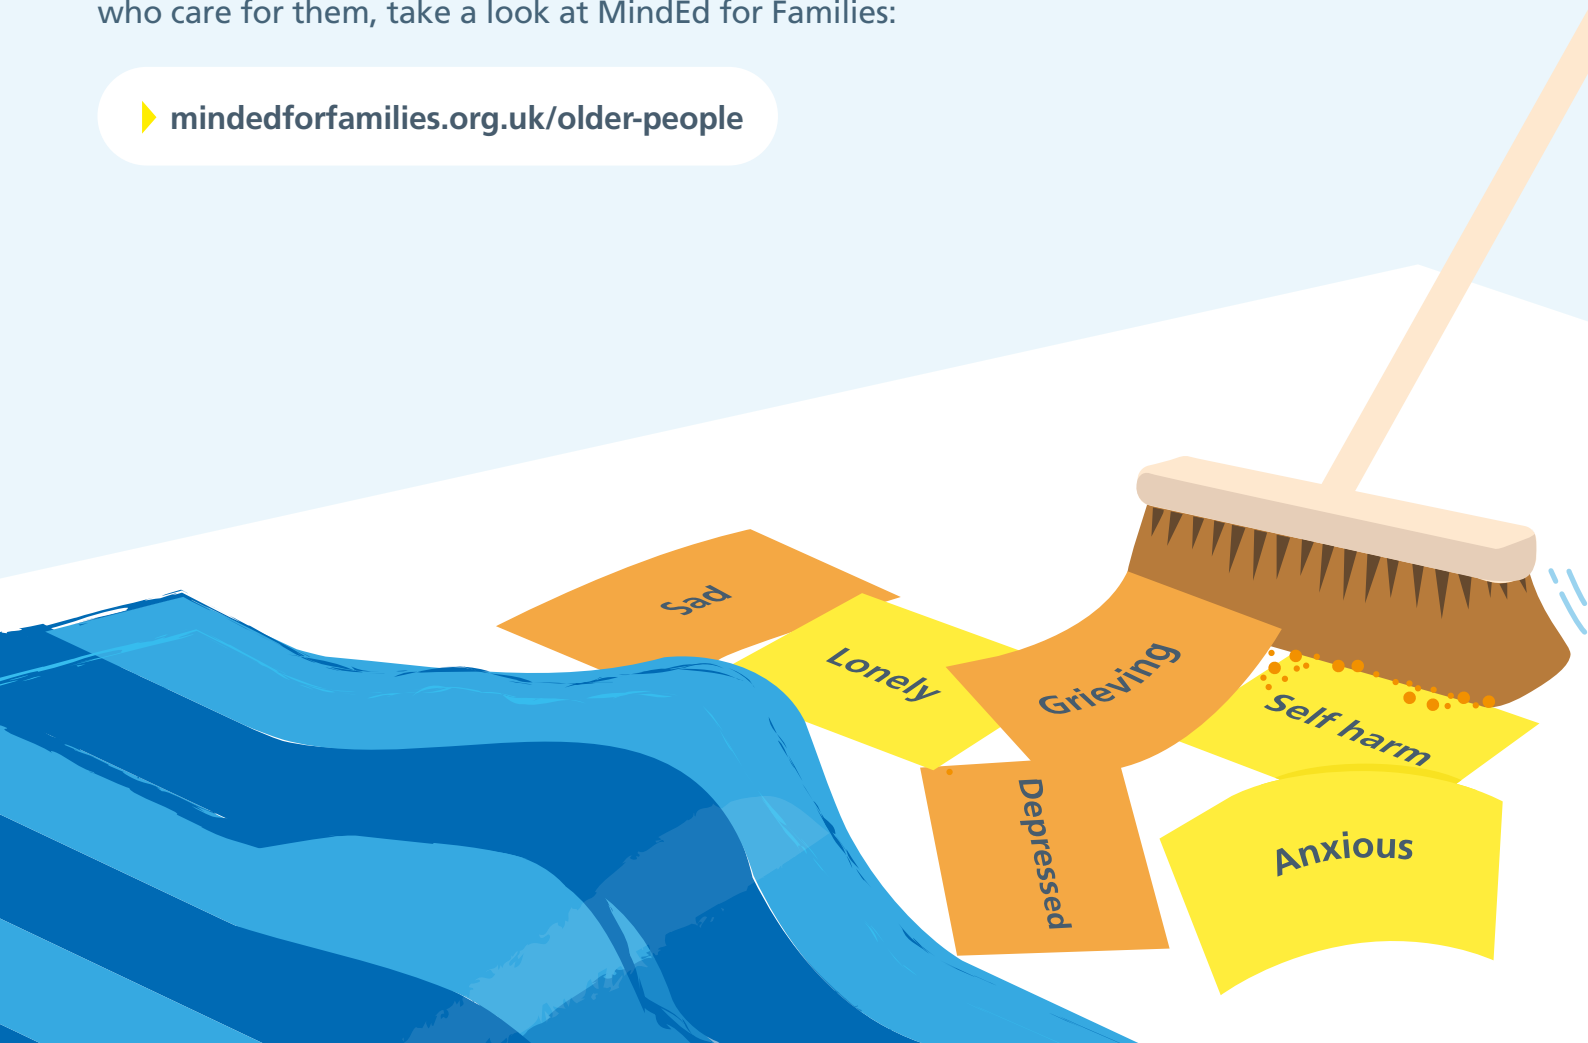 who care for them, take a look at MindEd for Families:
mindedforfamilies.org.uk/older-people
Sad
Lonely
Grieving
Self harm
Depressed
Anxious